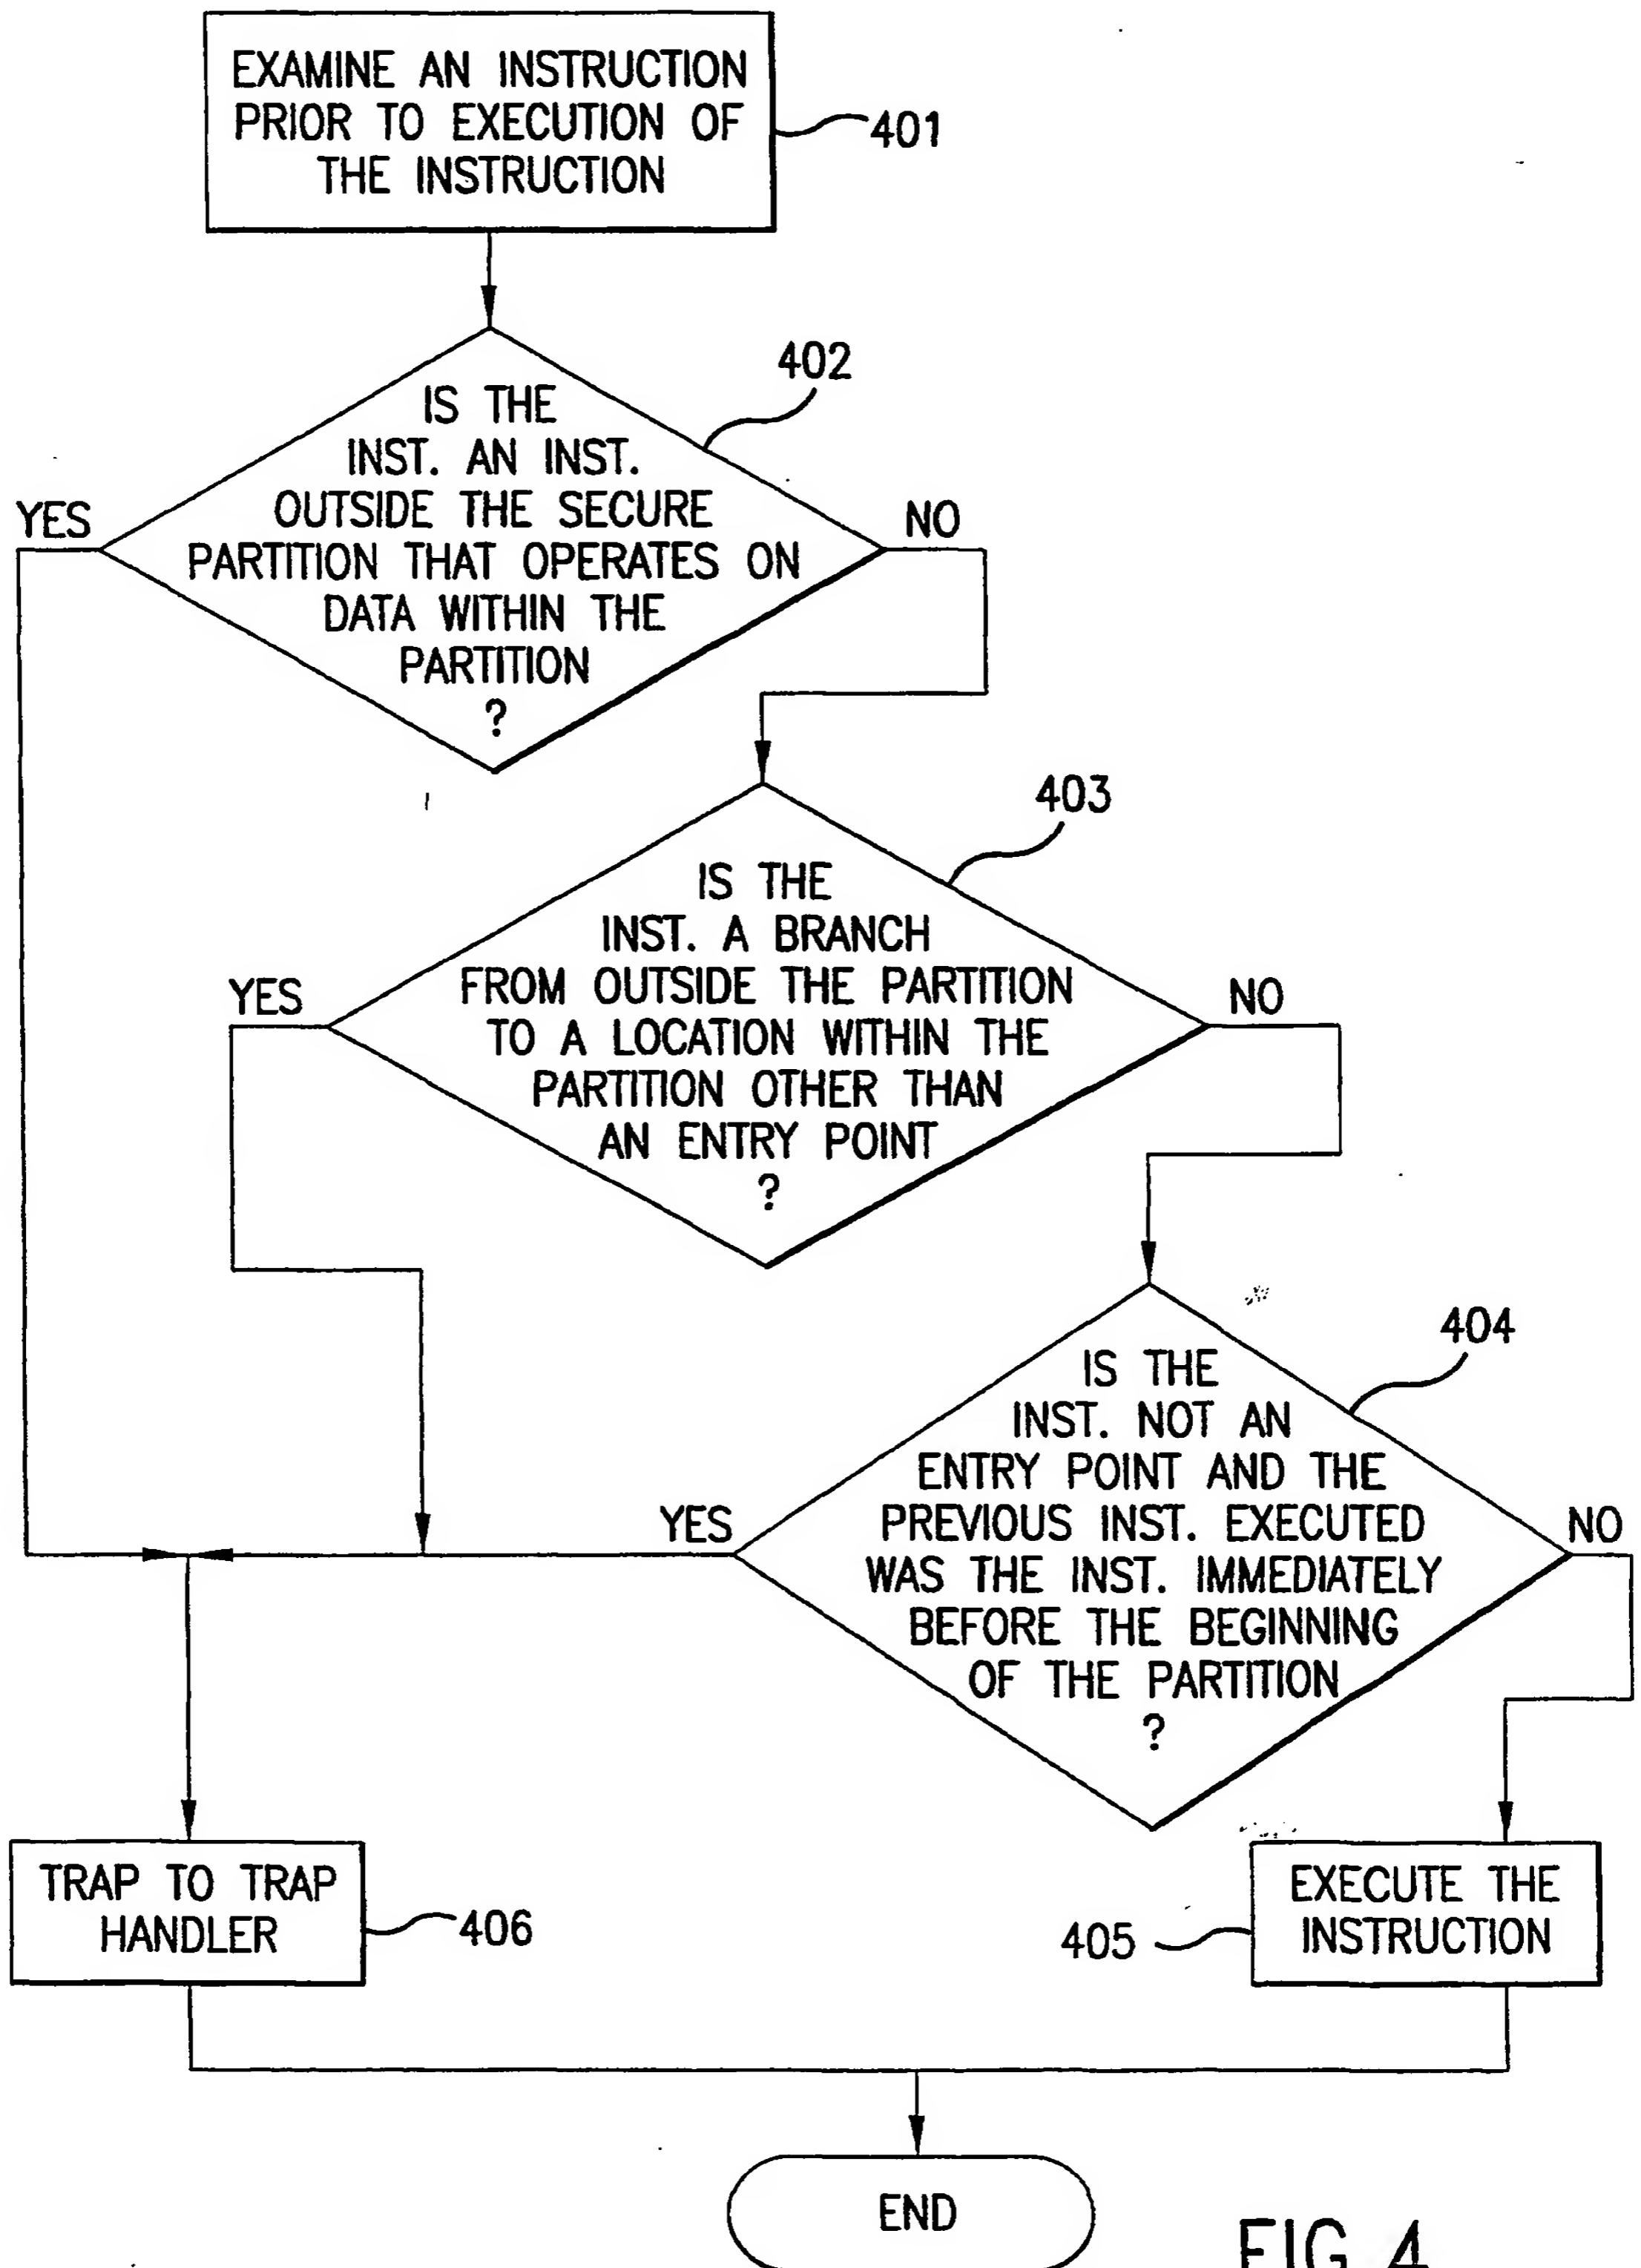 EXAMINE AN INSTRUCTION
PRIOR TO EXECUTION OF
THE INSTRUCTION
401
402
IS THE
INST. AN INST.
OUTSIDE THE SECURE
PARTITION THAT OPERATES ON
DATA WITHIN THE
PARTITION
?
YES
NO
403
IS THE
INST. A BRANCH
FROM OUTSIDE THE PARTITION
TO A LOCATION WITHIN THE
PARTITION OTHER THAN
AN ENTRY POINT
?
YES
NO
404
IS THE
INST. NOT AN
ENTRY POINT AND THE
PREVIOUS INST. EXECUTED
WAS THE INST. IMMEDIATELY
BEFORE THE BEGINNING
OF THE PARTITION
?
YES
NO
TRAP TO TRAP
HANDLER
406
405
EXECUTE THE
INSTRUCTION
END
FIG. 4